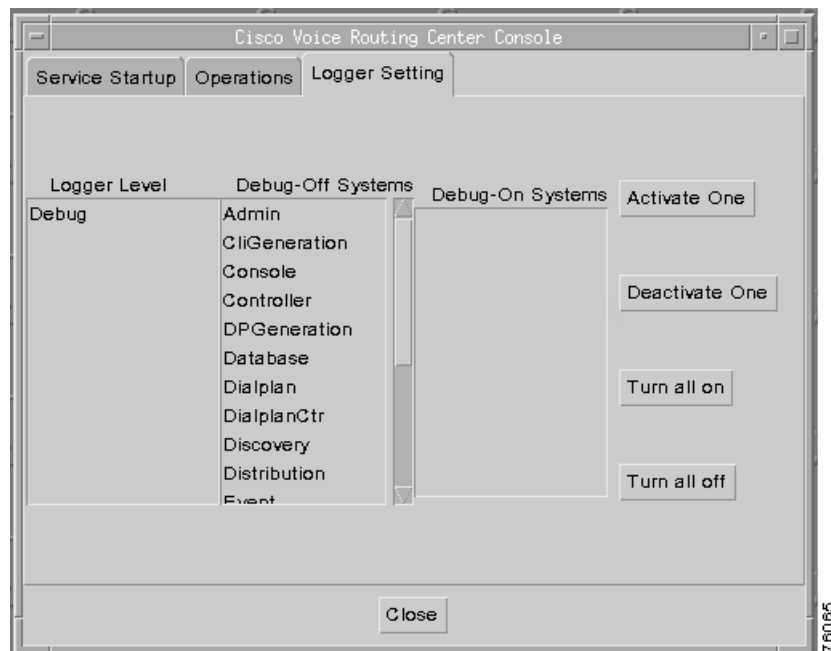 Cisco Voice Routing Center Console
Service Startup
Operations
Logger Setting
Logger Level
Debug-Off Systems
Debug-On Systems
Debug
Admin
CliGeneration
Console
Controller
DPGeneration
Database
Dialplan
DialplanCtr
Discovery
Distribution
Event
Activate One
Deactivate One
Turn all on
Turn all off
Close
76065